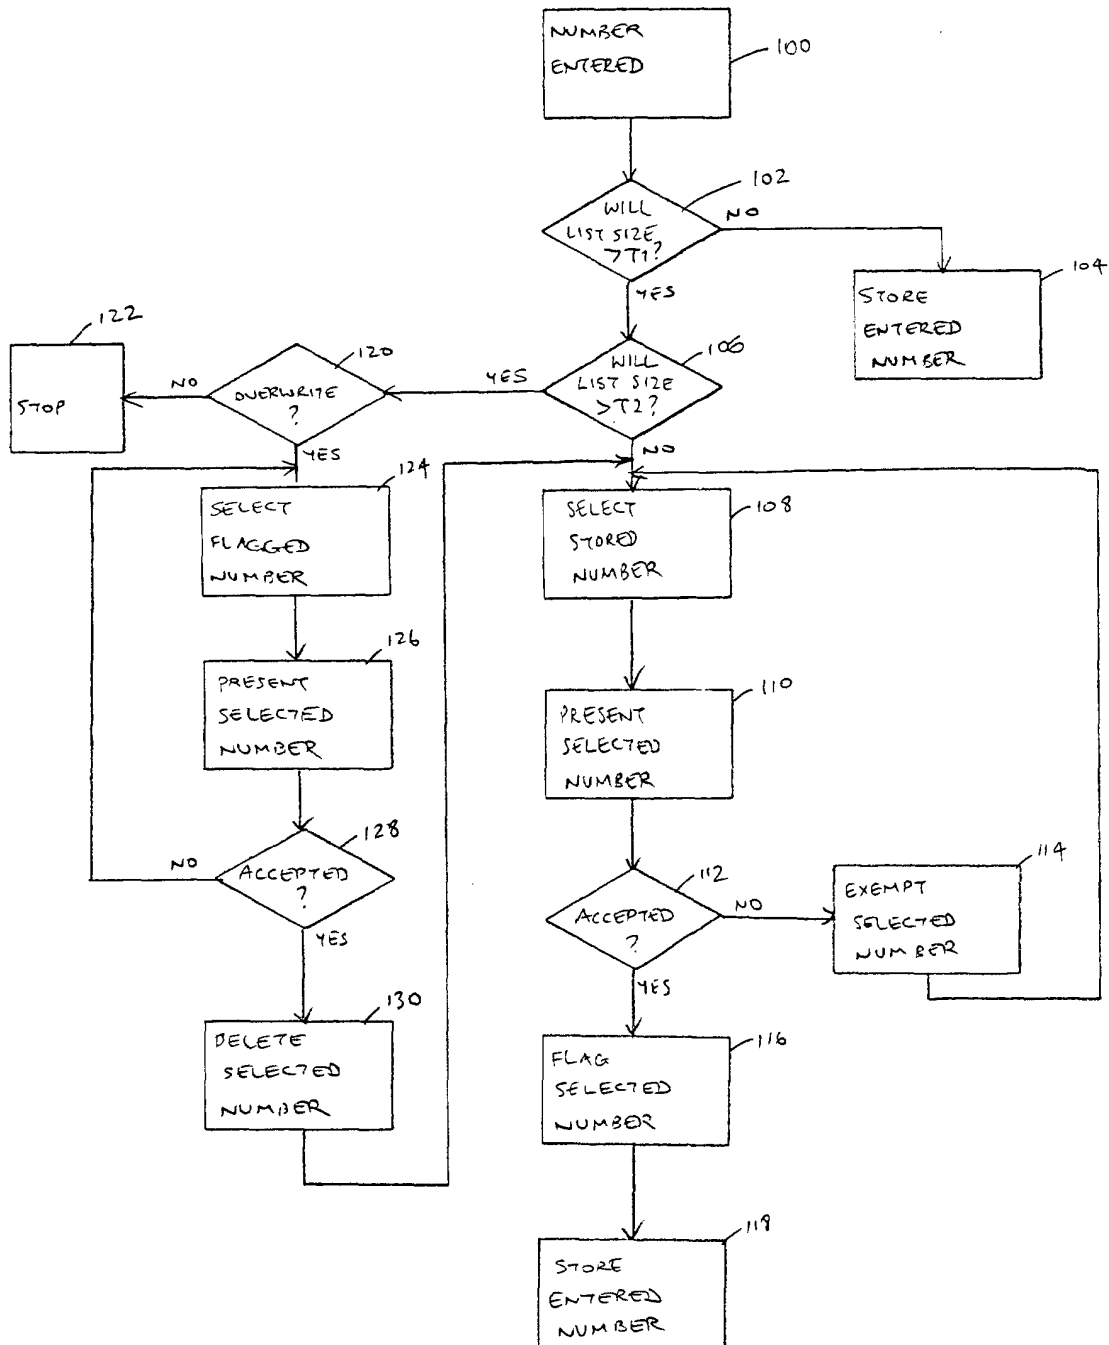 NUMBER
ENTERED
100
102
WILL
LIST SIZE
>T1?
NO
YES
104
STORE
ENTERED
NUMBER
122
STOP
NO
120
OVERWRITE
?
YES
YES
106
WILL
LIST SIZE
>T2?
NO
124
SELECT
FLAGGED
NUMBER
108
SELECT
STORED
NUMBER
126
PRESENT
SELECTED
NUMBER
110
PRESENT
SELECTED
NUMBER
128
NO
ACCEPTED
?
YES
112
ACCEPTED
?
NO
YES
114
EXEMPT
SELECTED
NUMBER
130
DELETE
SELECTED
NUMBER
116
FLAG
SELECTED
NUMBER
118
STORE
ENTERED
NUMBER